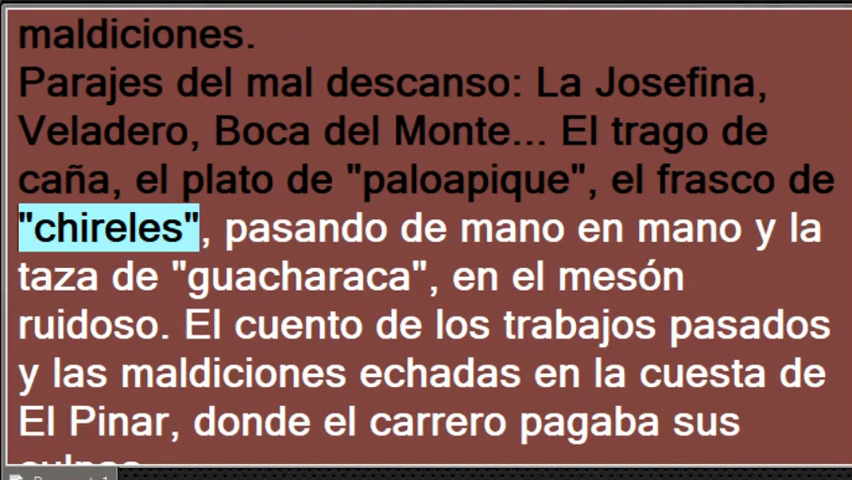 maldiciones.
Parajes del mal descanso: La Josefina,
Veladero, Boca del Monte... El trago de
caña, el plato de "paloapique", el frasco de
"chireles", pasando de mano en mano y la
taza de "guacharaca", en el mesón
ruidoso. El cuento de los trabajos pasados
y las maldiciones echadas en la cuesta de
El Pinar, donde el carrero pagaba sus